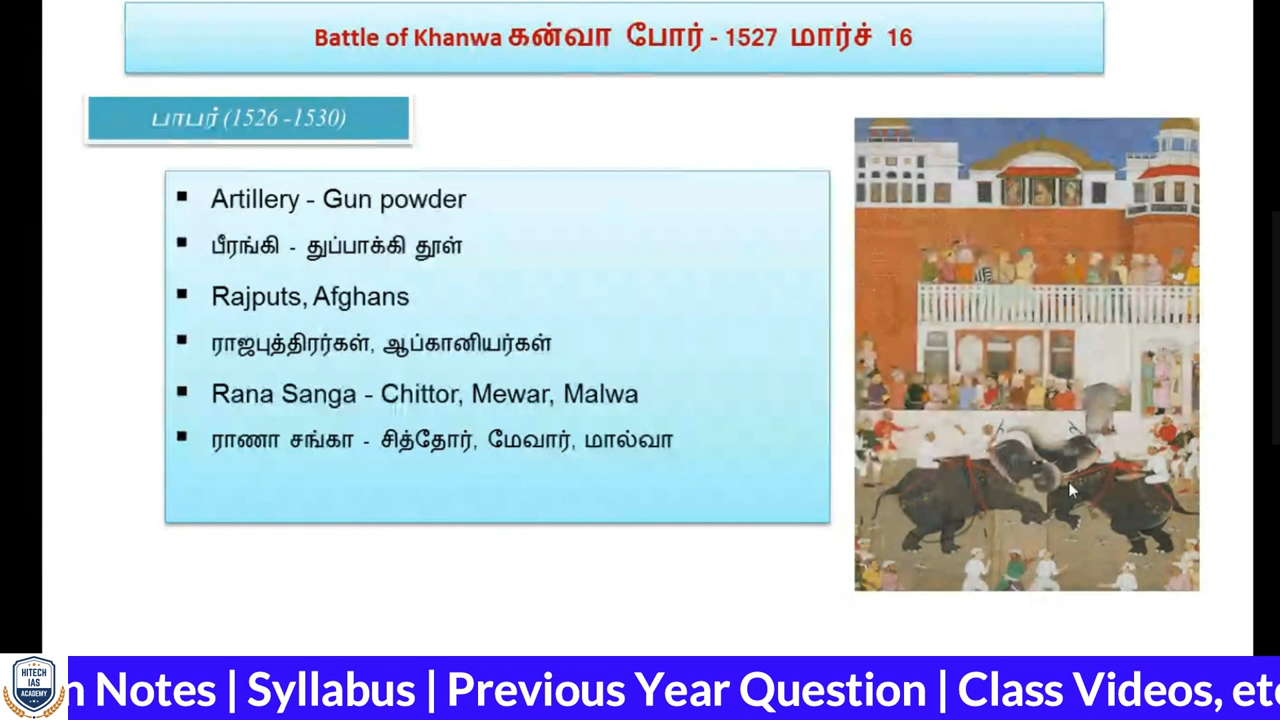 Battle of Khanwa கன்வா போர் - 1527 மார்ச் 16
பாபர் (1526 -1530)
▪ Artillery - Gun powder
▪ பீரங்கி - துப்பாக்கி தூள்
▪ Rajputs, Afghans
▪ ராஜபுத்திரர்கள், ஆப்கானியர்கள்
▪ Rana Sanga - Chittor, Mewar, Malwa
▪ ராணா சங்கா - சித்தோர், மேவார், மால்வா
HITECH
IAS
ACADEMY
n Notes | Syllabus | Previous Year Question | Class Videos, etc